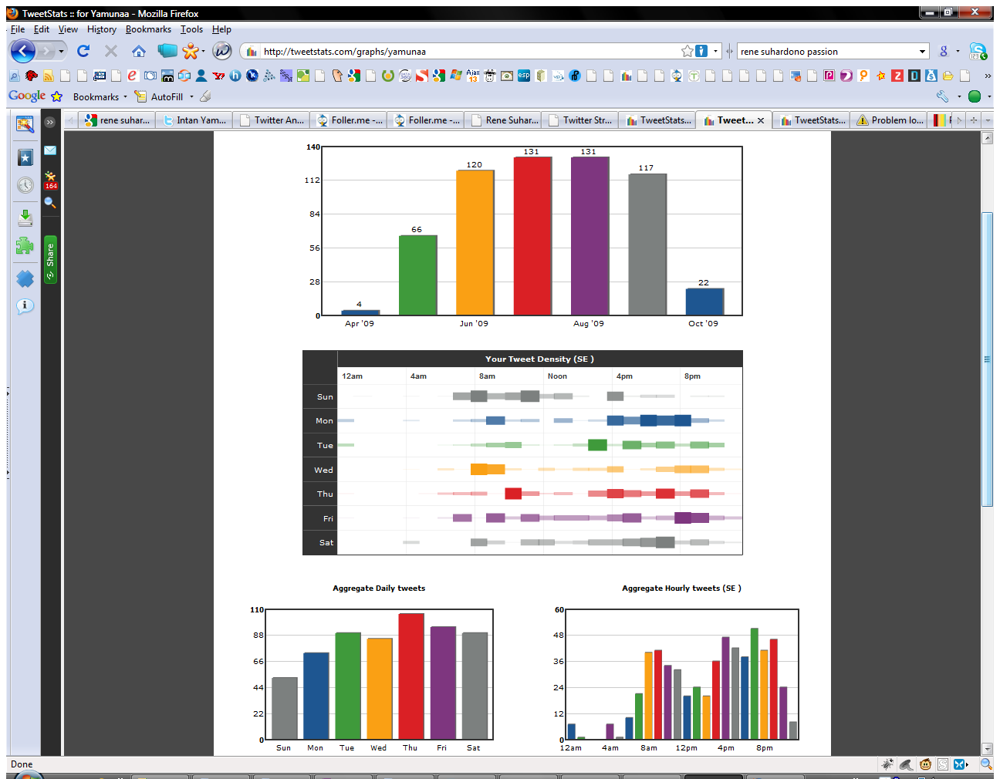 TweetStats :: for Yamunaa - Mozilla Firefox
File Edit View History Bookmarks Tools Help
http://tweetstats.com/graphs/yamunaa
rene suhardono passion
Google Bookmarks AutoFill
rene suhar... Intan Yam... Twitter An... Foller.me -... Foller.me -... Rene Suhar... Twitter Str... TweetStats... Tweet... TweetStats... Problem lo...
164
Share
140
112
84
56
28
0
4 66 120 131 131 117 22
Apr '09 Jun '09 Aug '09 Oct '09
Your Tweet Density (SE )
12am 4am 8am Noon 4pm 8pm
Sun
Mon
Tue
Wed
Thu
Fri
Sat
Aggregate Daily tweets
110
88
66
44
22
0
Sun Mon Tue Wed Thu Fri Sat
Aggregate Hourly tweets (SE )
60
48
36
24
12
0
12am 4am 8am 12pm 4pm 8pm
Done